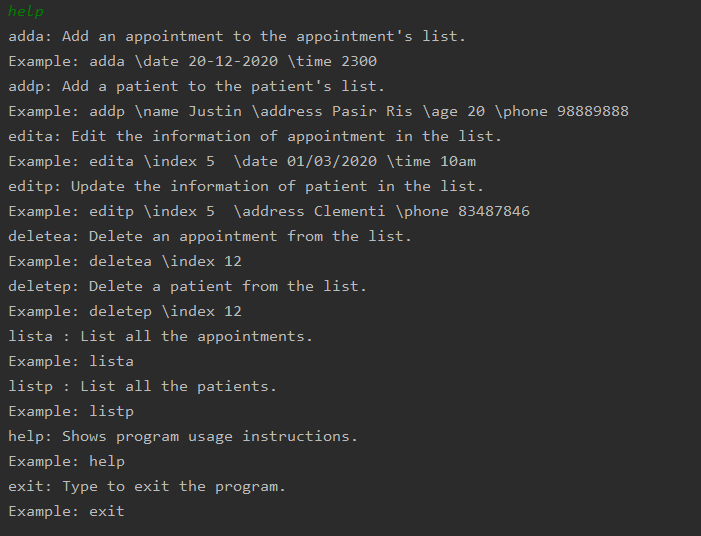 help
adda: Add an appointment to the appointment's list.
Example: adda \date 20-12-2020 \time 2300
addp: Add a patient to the patient's list.
Example: addp \name Justin \address Pasir Ris \age 20 \phone 98889888
edita: Edit the information of appointment in the list.
Example: edita \index 5  \date 01/03/2020 \time 10am
editp: Update the information of patient in the list.
Example: editp \index 5  \address Clementi \phone 83487846
deletea: Delete an appointment from the list.
Example: deletea \index 12
deletep: Delete a patient from the list.
Example: deletep \index 12
lista : List all the appointments.
Example: lista
listp : List all the patients.
Example: listp
help: Shows program usage instructions.
Example: help
exit: Type to exit the program.
Example: exit